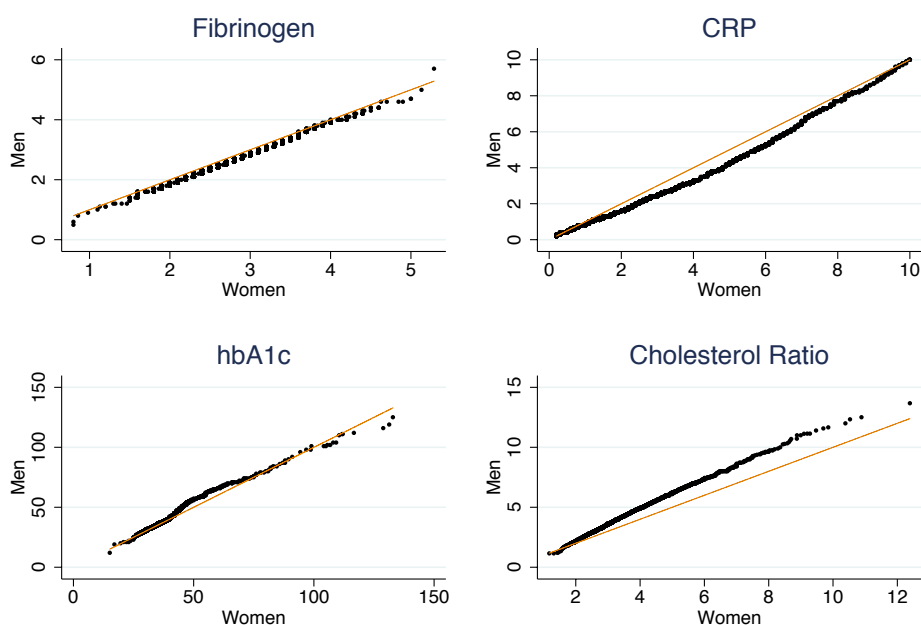 Fibrinogen
6
4
2
0
Men
1 2 3 4 5
Women
CRP
10
8
6
4
2
0
Men
0 2 4 6 8 10
Women
hbA1c
150
100
50
0
Men
0 50 100 150
Women
Cholesterol Ratio
15
10
5
0
Men
2 4 6 8 10 12
Women